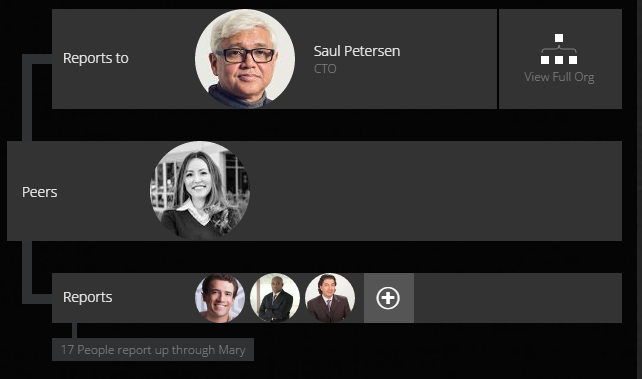 Reports to
Saul Petersen
CTO
View Full Org
Peers
Reports
17 People report up through Mary